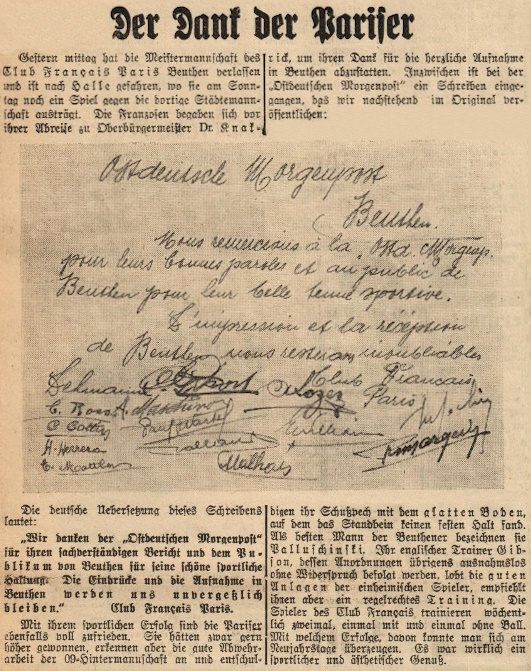 Der Dank der Pariser
Gestern mittag hat die Meistermannschaft des
Club Français Paris Beuthen verlassen
und ist nach Halle gefahren, wo sie am Sonn-
tag noch ein Spiel gegen die dortige Städtemann-
schaft austrägt. Die Franzosen begaben sich vor
ihrer Abreise zu Oberbürgermeister Dr. Knak-
rick, um ihren Dank für die herzliche Aufnahme
in Beuthen abzustatten. Inzwischen ist bei der
"Ostdeutschen Morgenpost" ein Schreiben einge-
gangen, das wir nachstehend im Original ver-
öffentlichen:
Ostdeutsche Morgenpost
Beuthen.
Nous remercions à la "Ostd. Morgenp.
pour leurs bonnes paroles et au public de
Beuthen pour leur belle tenue sportive.
L'impression et la réception
de Beuthen nous resterons inoubliables
Club Francais
Paris
Lehmann
H. Herrera
Die deutsche Uebersetzung dieses Schreibens
lautet:
„Wir danken der „Ostdeutschen Morgenpost"
für ihren sachverständigen Bericht und dem Pu-
blikum von Beuthen für seine schöne sportliche
Haltung. Die Eindrücke und die Aufnahme in
Beuthen werden uns unvergeßlich
bleiben." Club Français Paris.
Mit ihrem sportlichen Erfolg sind die Pariser
ebenfalls voll zufrieden. Sie hätten zwar gern
höher gewonnen, erkennen aber die gute Abwehr-
arbeit der 09-Hintermannschaft an und entschul-
digen ihr Schußpech mit dem glatten Boden,
auf dem das Standbein keinen festen Halt fand.
Als besten Mann der Beuthener bezeichnen sie
Palluschinski. Ihr englischer Trainer Gib-
son, dessen Anordnungen übrigens ausnahmslos
ohne Widerspruch befolgt werden, lobt die guten
Anlagen der einheimischen Spieler, empfiehlt
ihnen aber ein regelrechtes Training. Die
Spieler des Club Français trainieren wöchent-
lich zweimal, einmal mit und einmal ohne Ball.
Mit welchem Erfolge, davon konnte man sich am
Neujahrstage überzeugen. Es war wirklich ein
sportlicher und ästhetischer Genuß.